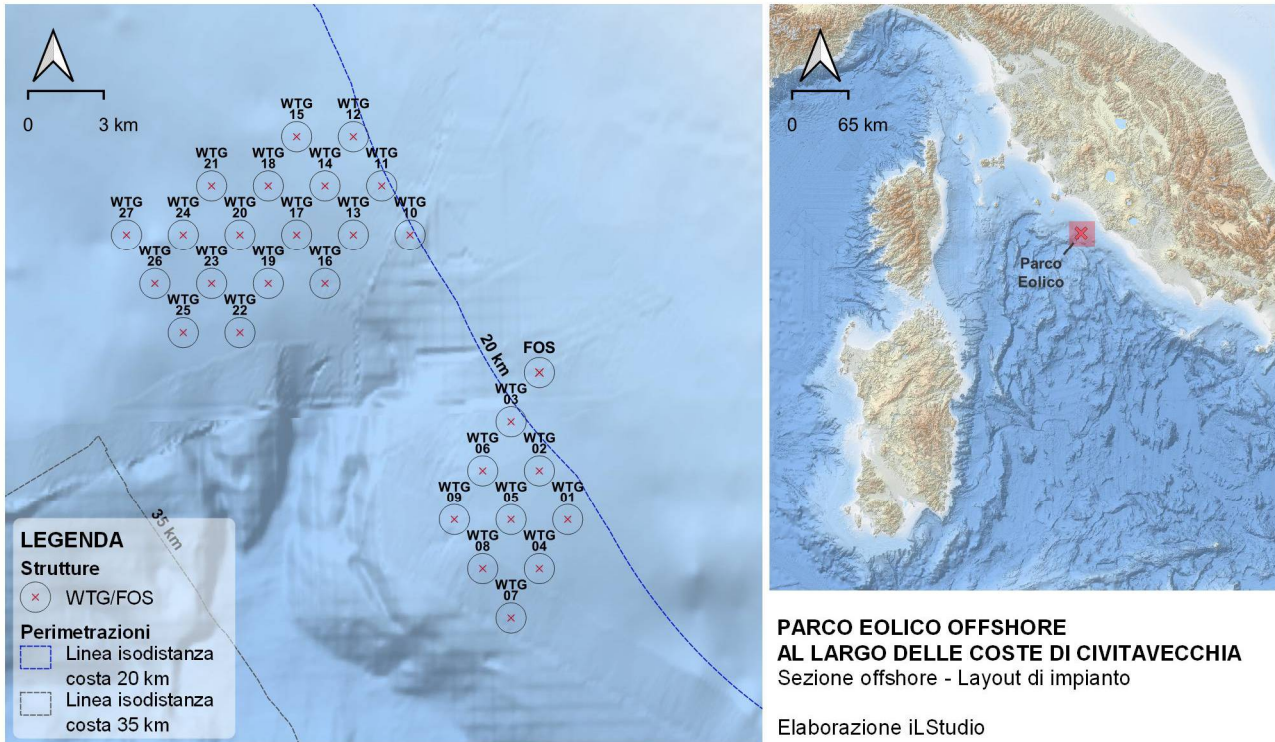 0
3 km
WTG
15
WTG
12
WTG
21
WTG
18
WTG
14
WTG
11
WTG
27
WTG
24
WTG
20
WTG
17
WTG
13
WTG
10
WTG
26
WTG
23
WTG
19
WTG
16
WTG
25
WTG
22
20 km
FOS
WTG
03
WTG
06
WTG
02
WTG
09
WTG
05
WTG
01
WTG
08
WTG
04
WTG
07
35 km
LEGENDA
Strutture
WTG/FOS
Perimetrazioni
Linea isodistanza
costa 20 km
Linea isodistanza
costa 35 km
0
65 km
Parco
Eolico
PARCO EOLICO OFFSHORE
AL LARGO DELLE COSTE DI CIVITAVECCHIA
Sezione offshore - Layout di impianto
Elaborazione iLStudio